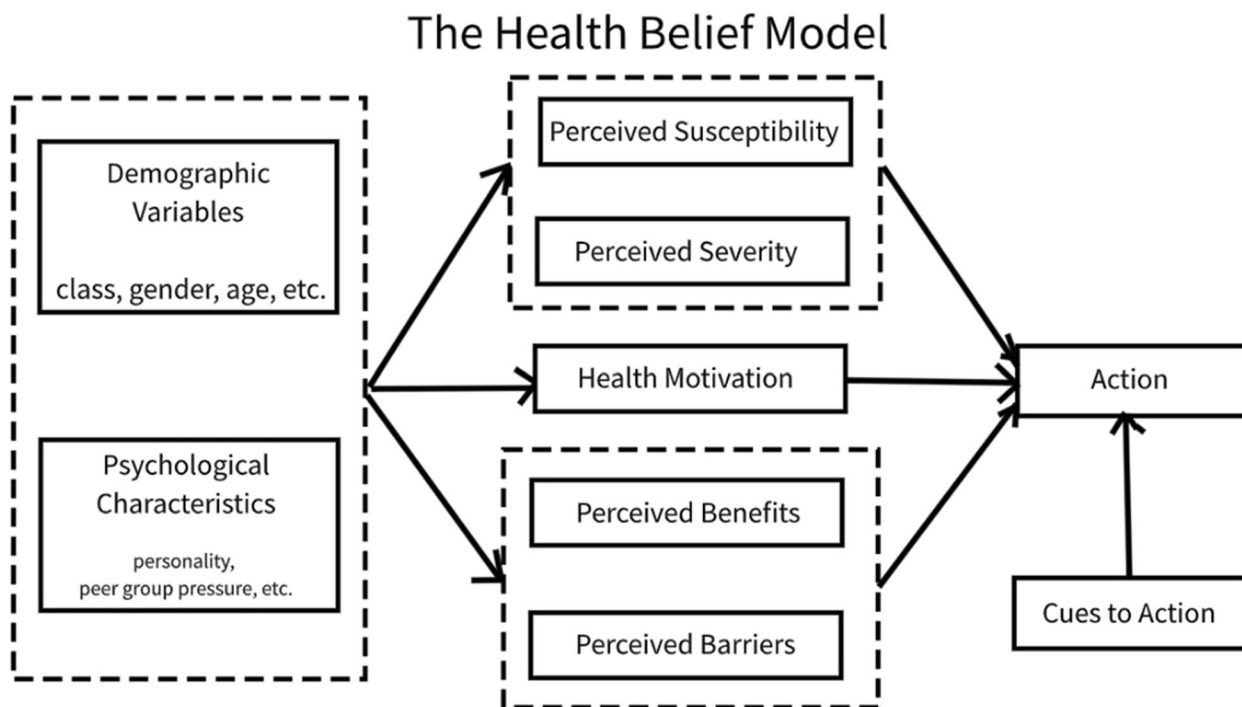 The Health Belief Model
Demographic
Variables
class, gender, age, etc.
Psychological
Characteristics
personality,
peer group pressure, etc.
Perceived Susceptibility
Perceived Severity
Health Motivation
Perceived Benefits
Perceived Barriers
Action
Cues to Action